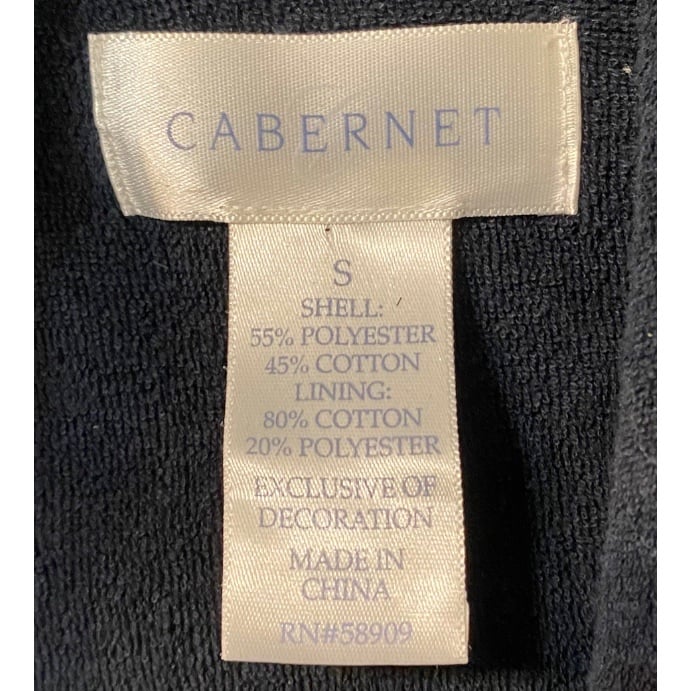 CABERNET
S
SHELL:
55% POLYESTER
45% COTTON
LINING:
80% COTTON
20% POLYESTER
EXCLUSIVE OF
DECORATION
MADE IN
CHINA
RN#58909